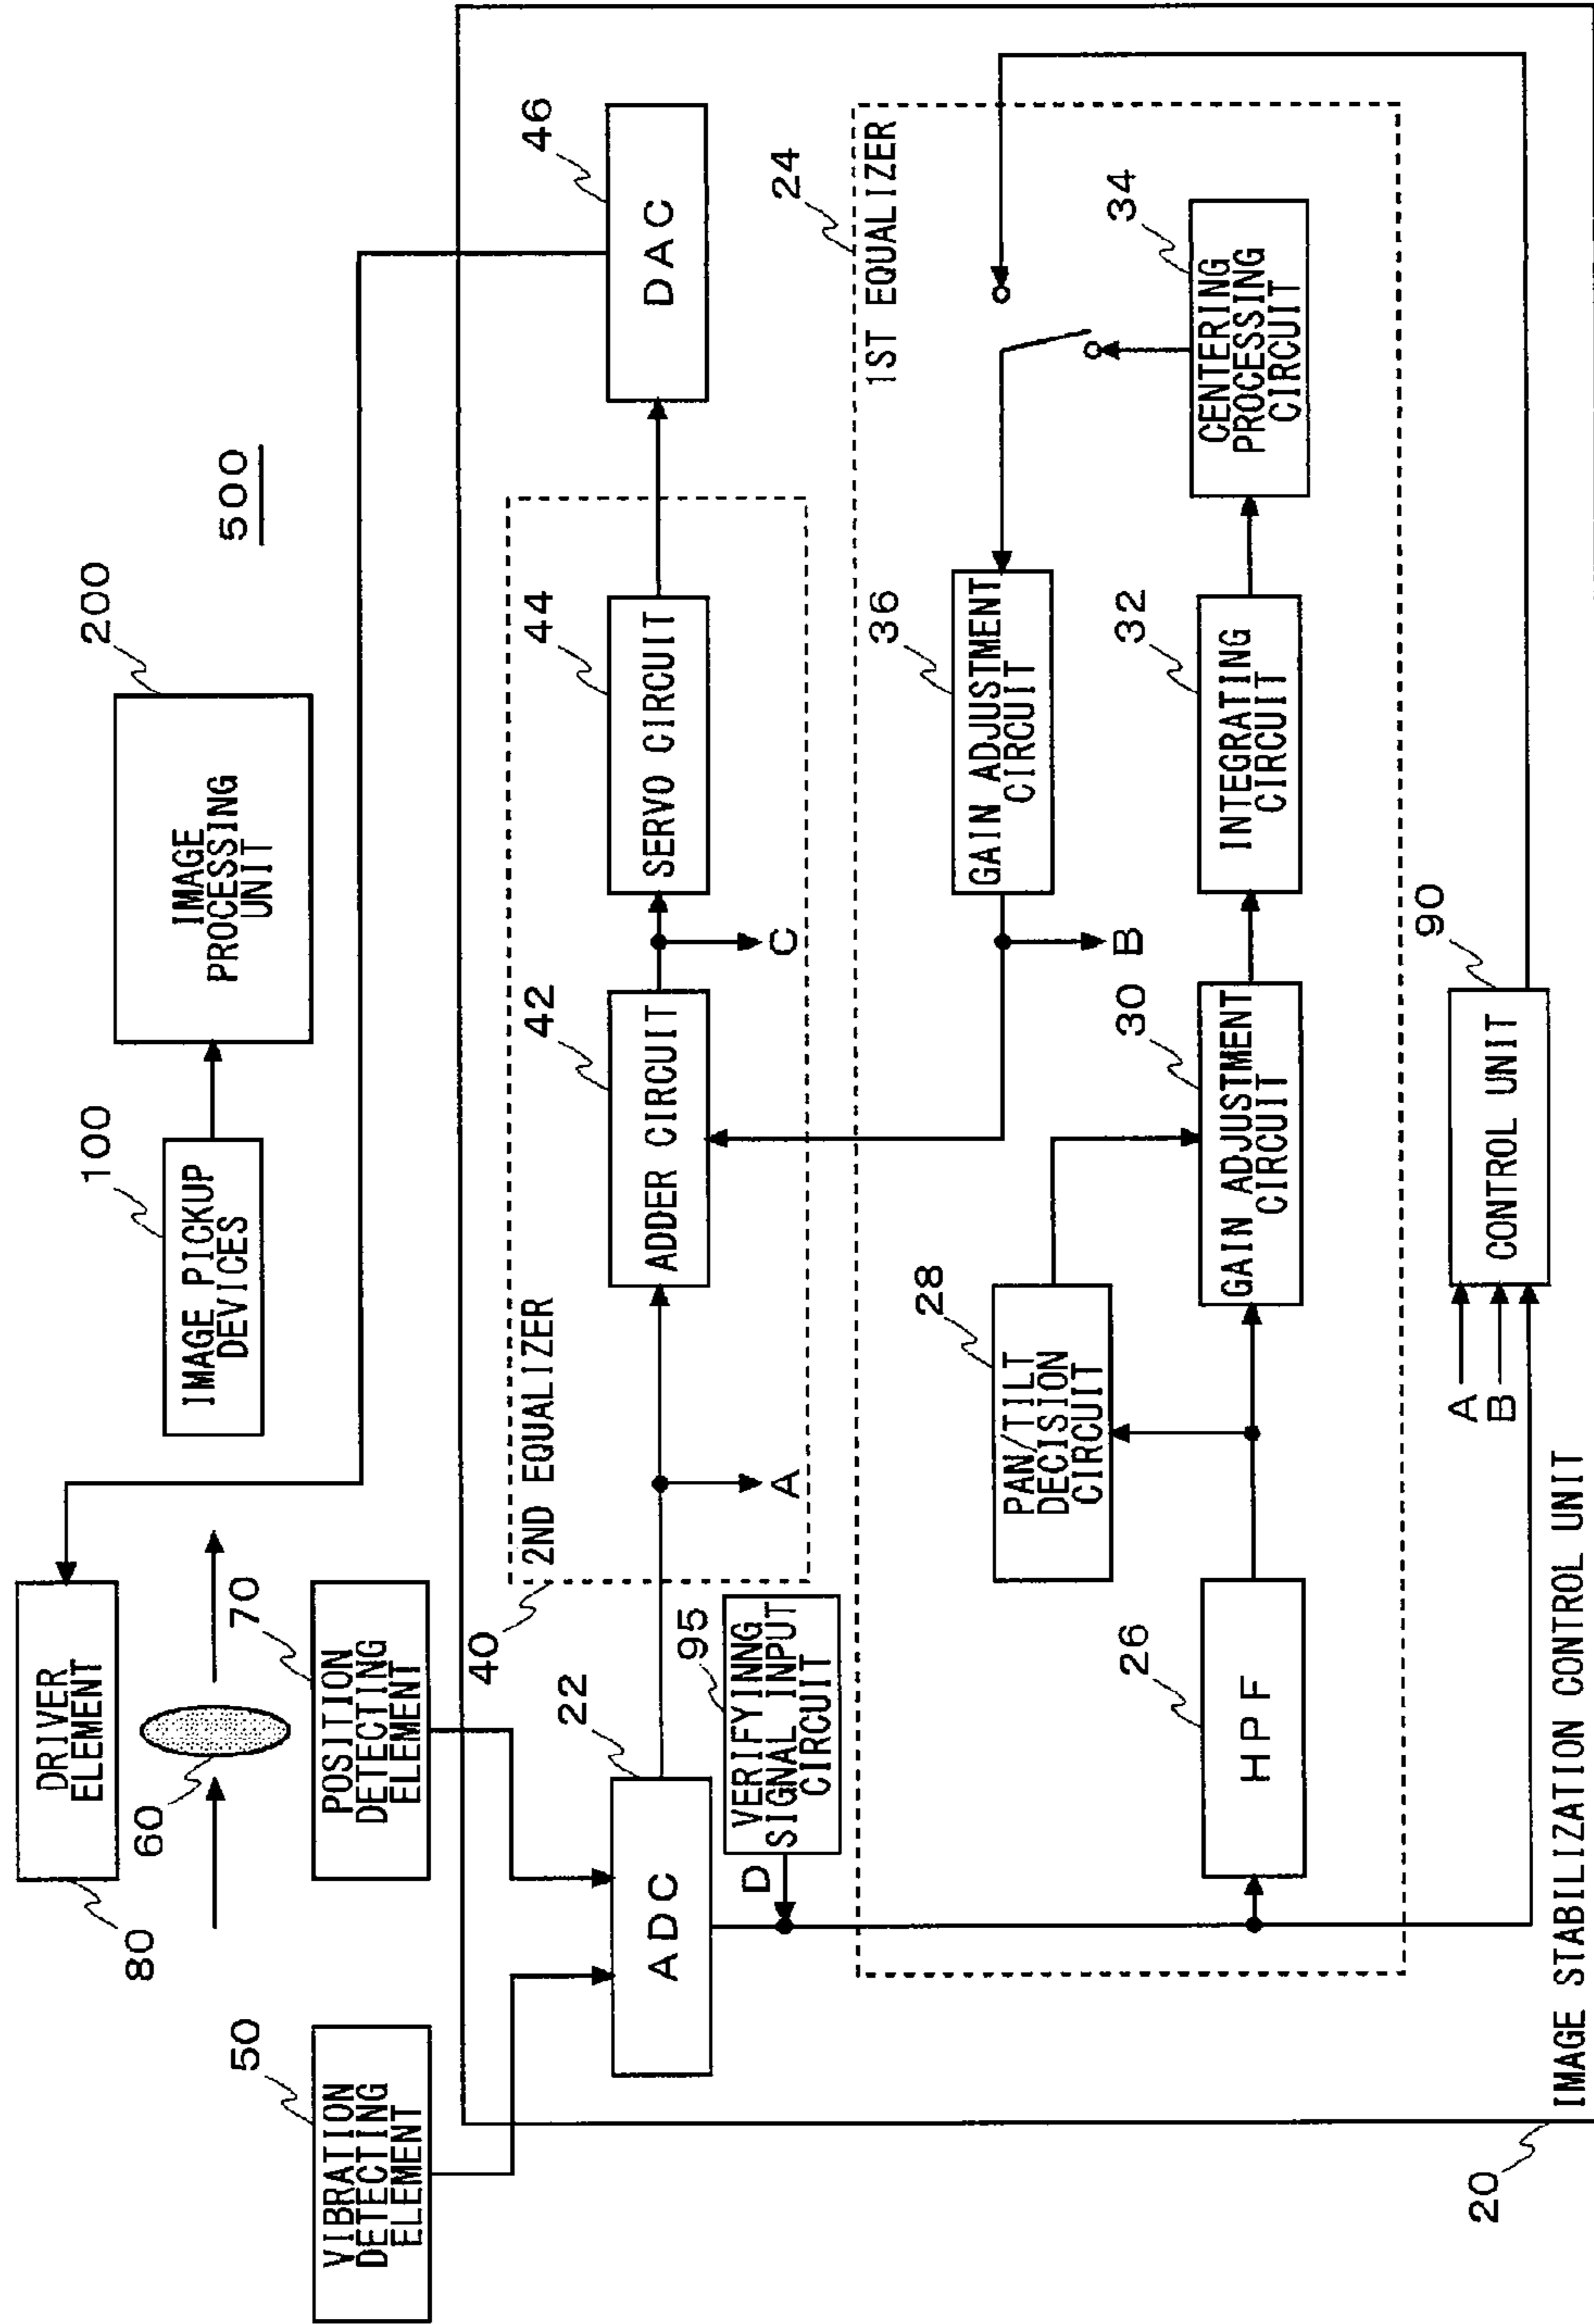 500
80
DRIVER
ELEMENT
60
100
IMAGE PICKUP
DEVICES
200
IMAGE
PROCESSING
UNIT
50
VIBRATION
DETECTING
ELEMENT
70
POSITION
DETECTING
ELEMENT
40
2ND EQUALIZER
22
ADC
42
ADDER CIRCUIT
44
SERVO CIRCUIT
46
DAC
A
C
95
VERIFYINNG
SIGNAL INPUT
CIRCUIT
D
24
1ST EQUALIZER
28
PAN/TILT
DECISION
CIRCUIT
36
GAIN ADJUSTMENT
CIRCUIT
B
26
HPF
30
GAIN ADJUSTMENT
CIRCUIT
32
INTEGRATING
CIRCUIT
34
CENTERING
PROCESSING
CIRCUIT
A
B
90
CONTROL UNIT
20
IMAGE STABILIZATION CONTROL UNIT